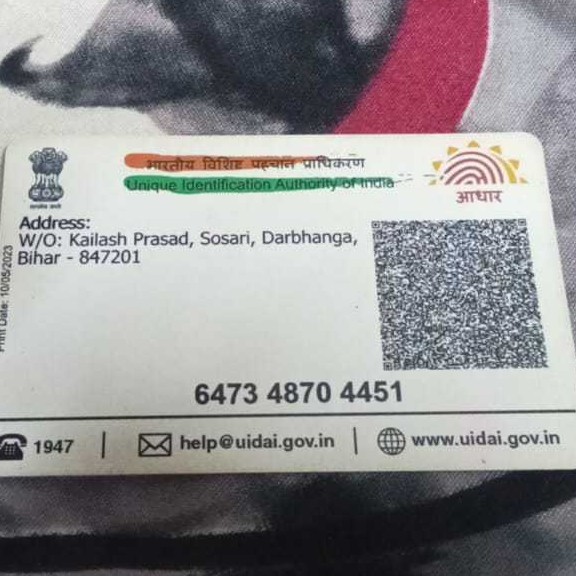 भारतीय विशिष्ट पहचान प्राधिकरण
Unique Identification Authority of India
आधार
Address:
W/O: Kailash Prasad, Sosari, Darbhanga,
Bihar - 847201
Print Date: 10/05/2023
6473 4870 4451
1947
help@uidai.gov.in
www.uidai.gov.in